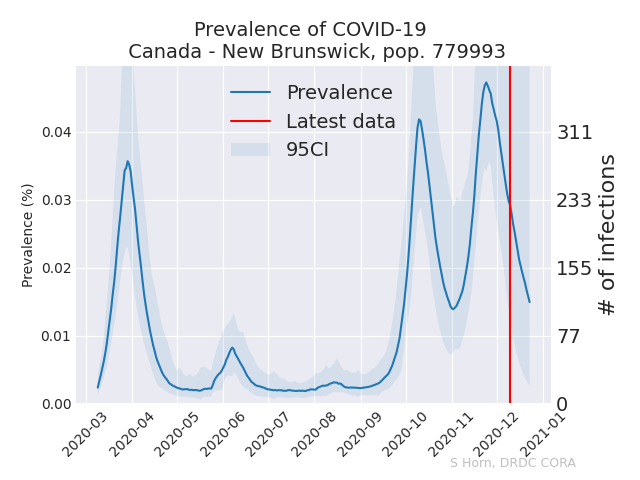 Prevalence of COVID-19
Canada - New Brunswick, pop. 779993
Prevalence
Latest data
95CI
Prevalence (%)
0.04
0.03
0.02
0.01
0.00
311
233
155
77
0
# of infections
2020-03
2020-04
2020-05
2020-06
2020-07
2020-08
2020-09
2020-10
2020-11
2020-12
2021-01
S Horn, DRDC CORA